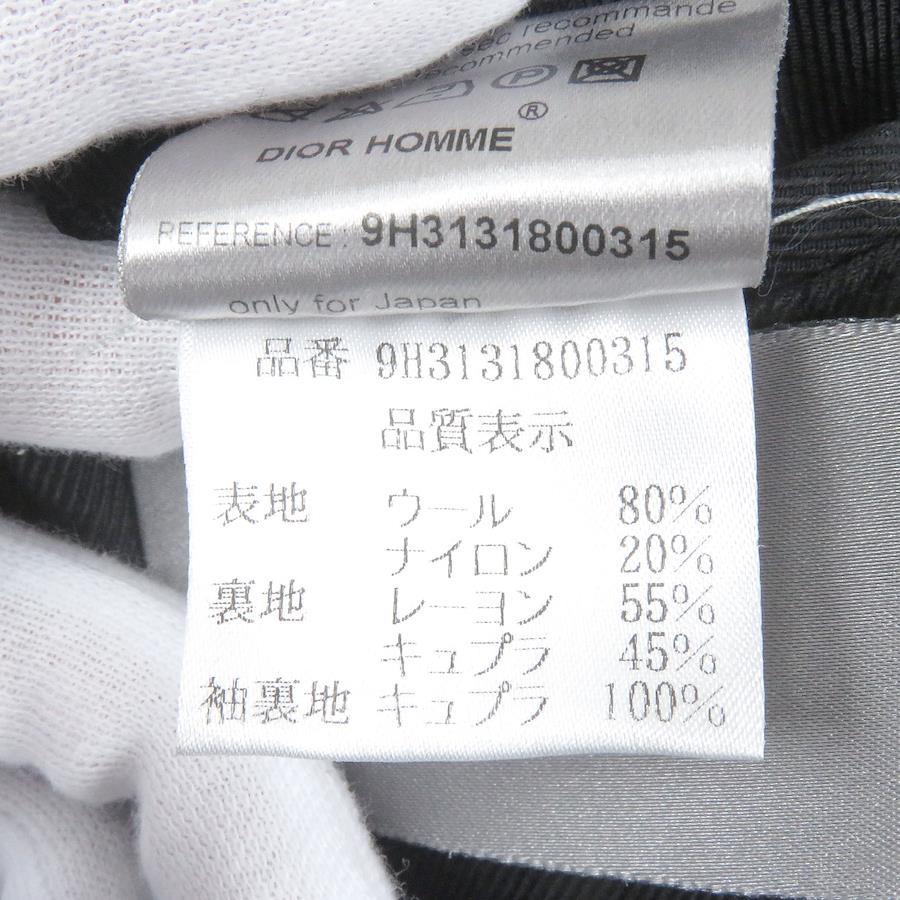 sec recommandé
recommended
P
DIOR HOMME®
REFERENCE : 9H3131800315
only for Japan
品番 9H3131800315
品質表示
表地 ウール 80%
ナイロン 20%
裏地 レーヨン 55%
キュプラ 45%
袖裏地 キュプラ 100%